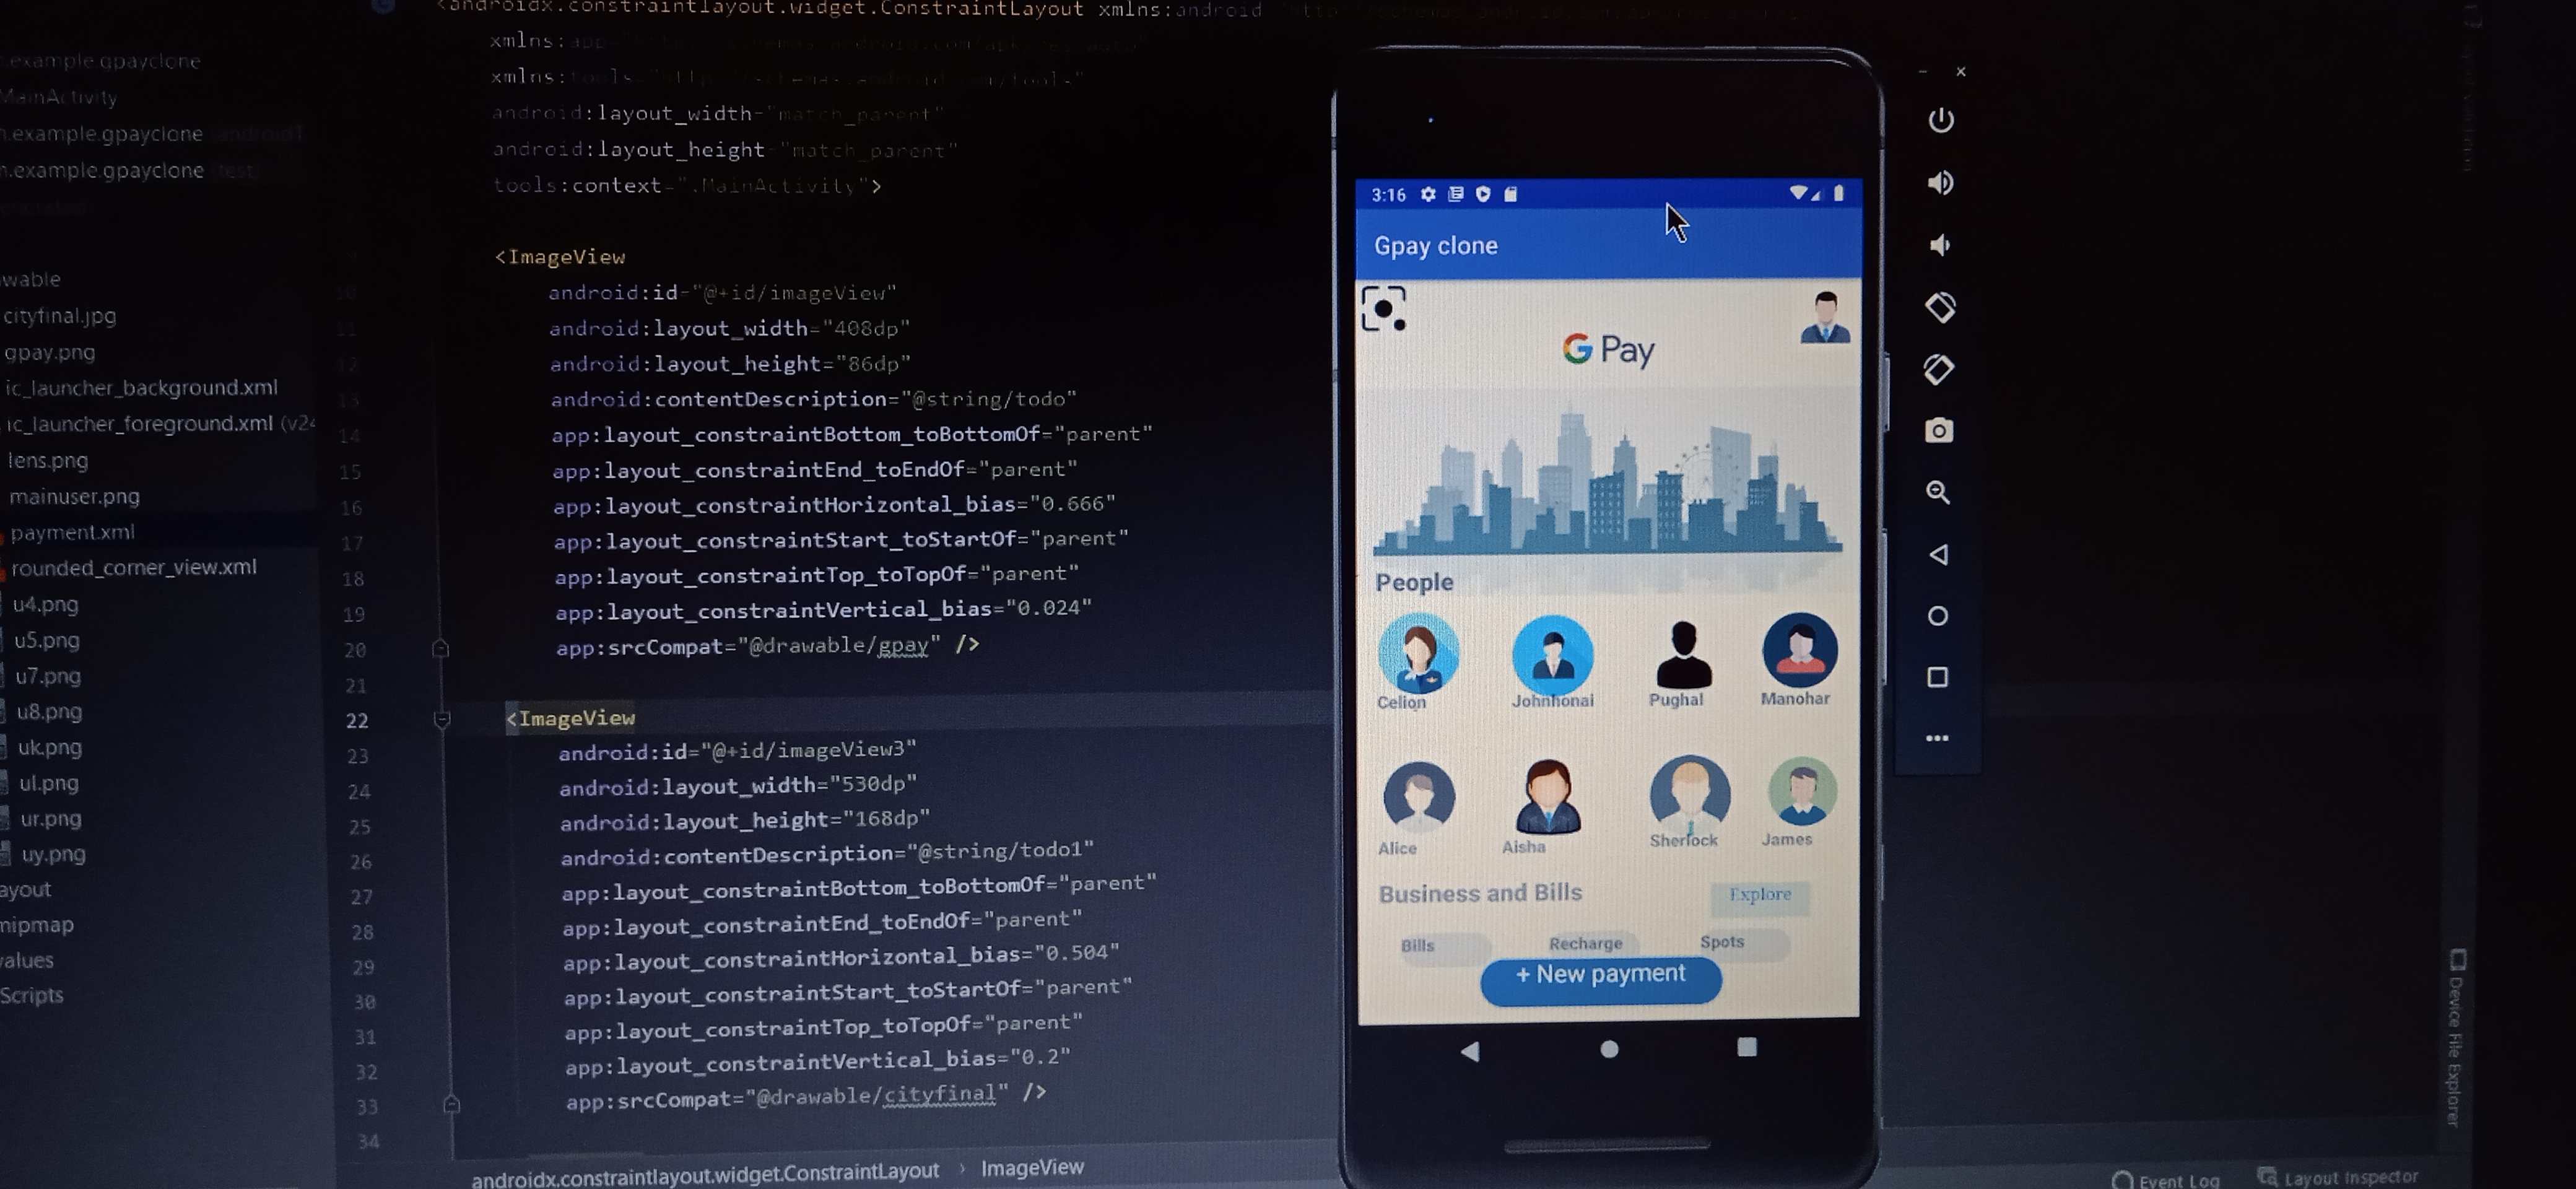 .example.gpayclone
MainActivity
.example.gpayclone (android
.example.gpayclone (test)
wable
cityfinal.jpg
gpay.png
ic_launcher_background.xml
ic_launcher_foreground.xml (v24
lens.png
mainuser.png
payment.xml
rounded_corner_view.xml
u4.png
u5.png
u7.png
u8.png
uk.png
ul.png
ur.png
uy.png
ayout
mipmap
values
Scripts
<androidx.constraintlayout.widget.ConstraintLayout xmlns:android
xmlns:app
xmlns:tools
android:layout_width="match_parent"
android:layout_height="match_parent"
tools:context=".MainActivity">
<ImageView
10 android:id="@+id/imageView"
11 android:layout_width="408dp"
12 android:layout_height="86dp"
13 android:contentDescription="@string/todo"
14 app:layout_constraintBottom_toBottomOf="parent"
15 app:layout_constraintEnd_toEndOf="parent"
16 app:layout_constraintHorizontal_bias="0.666"
17 app:layout_constraintStart_toStartOf="parent"
18 app:layout_constraintTop_toTopOf="parent"
19 app:layout_constraintVertical_bias="0.024"
20 app:srcCompat="@drawable/gpay" />
21
22 <ImageView
23 android:id="@+id/imageView3"
24 android:layout_width="530dp"
25 android:layout_height="168dp"
26 android:contentDescription="@string/todo1"
27 app:layout_constraintBottom_toBottomOf="parent"
28 app:layout_constraintEnd_toEndOf="parent"
29 app:layout_constraintHorizontal_bias="0.504"
30 app:layout_constraintStart_toStartOf="parent"
31 app:layout_constraintTop_toTopOf="parent"
32 app:layout_constraintVertical_bias="0.2"
33 app:srcCompat="@drawable/cityfinal" />
34
androidx.constraintlayout.widget.ConstraintLayout › ImageView
3:16
Gpay clone
G Pay
People
Celion Johnhonai Pughal Manohar
Alice Aisha Sherlock James
Business and Bills Explore
Bills Recharge Spots
+ New payment
Device File Explorer
Event Log Layout Inspector